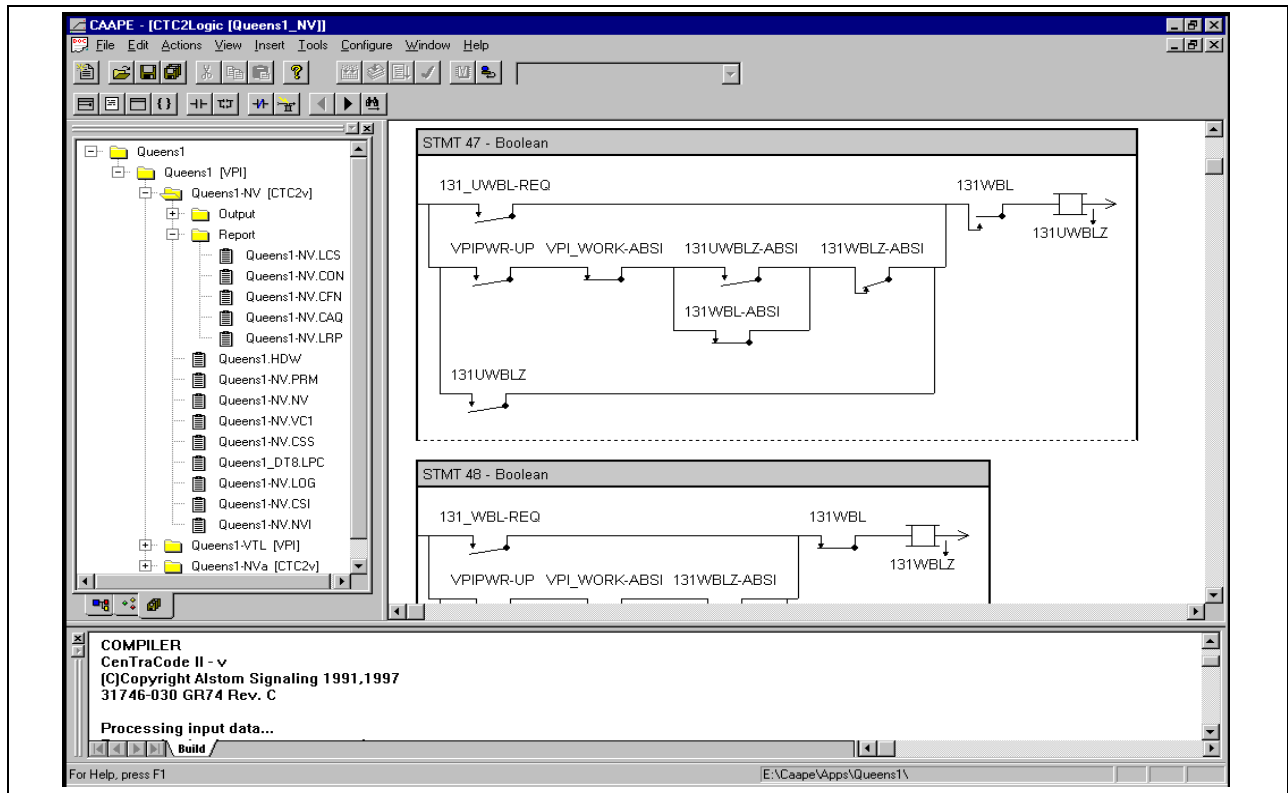 CAAPE - [CTC2Logic [Queens1_NV]]
File Edit Actions View Insert Tools Configure Window Help
Queens1
Queens1 [VPI]
Queens1-NV [CTC2v]
Output
Report
Queens1-NV.LCS
Queens1-NV.CON
Queens1-NV.CFN
Queens1-NV.CAQ
Queens1-NV.LRP
Queens1.HDW
Queens1-NV.PRM
Queens1-NV.NV
Queens1-NV.VC1
Queens1-NV.CSS
Queens1_DT8.LPC
Queens1-NV.LOG
Queens1-NV.CSI
Queens1-NV.NVI
Queens1-VTL [VPI]
Queens1-NVa [CTC2v]
STMT 47 - Boolean
131_UWBL-REQ 131WBL
131UWBLZ
VPIPWR-UP VPI_WORK-ABSI 131UWBLZ-ABSI 131WBLZ-ABSI
131WBL-ABSI
131UWBLZ
STMT 48 - Boolean
131_WBL-REQ 131WBL
131WBLZ
VPIPWR-UP VPI_WORK-ABSI 131WBLZ-ABSI
COMPILER
CenTraCode II - v
(C)Copyright Alstom Signaling 1991,1997
31746-030 GR74 Rev. C
Processing input data...
Build
For Help, press F1 E:\Caape\Apps\Queens1\